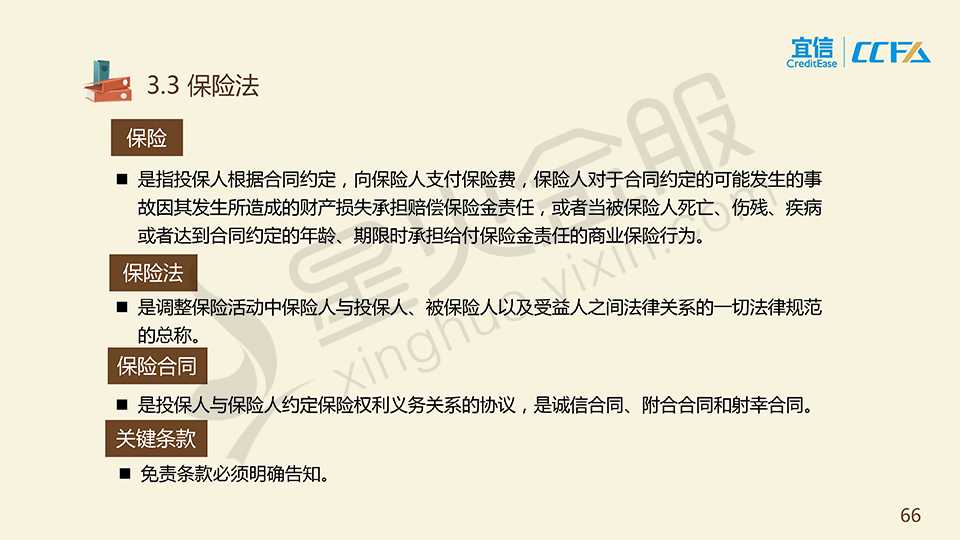 宜信
CreditEase
CCFA
3.3 保险法
保险
■ 是指投保人根据合同约定，向保险人支付保险费，保险人对于合同约定的可能发生的事
故因其发生所造成的财产损失承担赔偿保险金责任，或者当被保险人死亡、伤残、疾病
或者达到合同约定的年龄、期限时承担给付保险金责任的商业保险行为。
保险法
■ 是调整保险活动中保险人与投保人、被保险人以及受益人之间法律关系的一切法律规范
的总称。
保险合同
■ 是投保人与保险人约定保险权利义务关系的协议，是诚信合同、附合合同和射幸合同。
关键条款
■ 免责条款必须明确告知。
星火金服
xinghuo.yixin.com
66